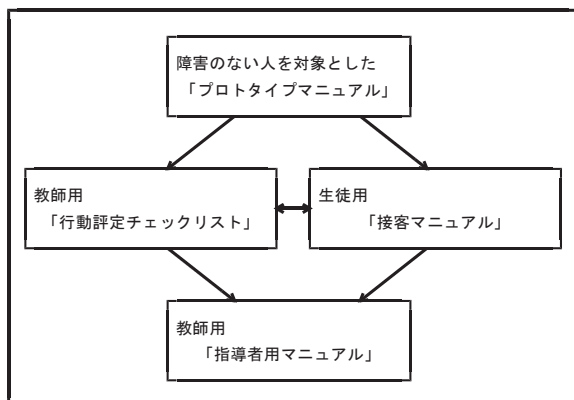 障害のない人を対象とした
「プロトタイプマニュアル」
教師用
「行動評定チェックリスト」
生徒用
「接客マニュアル」
教師用
「指導者用マニュアル」